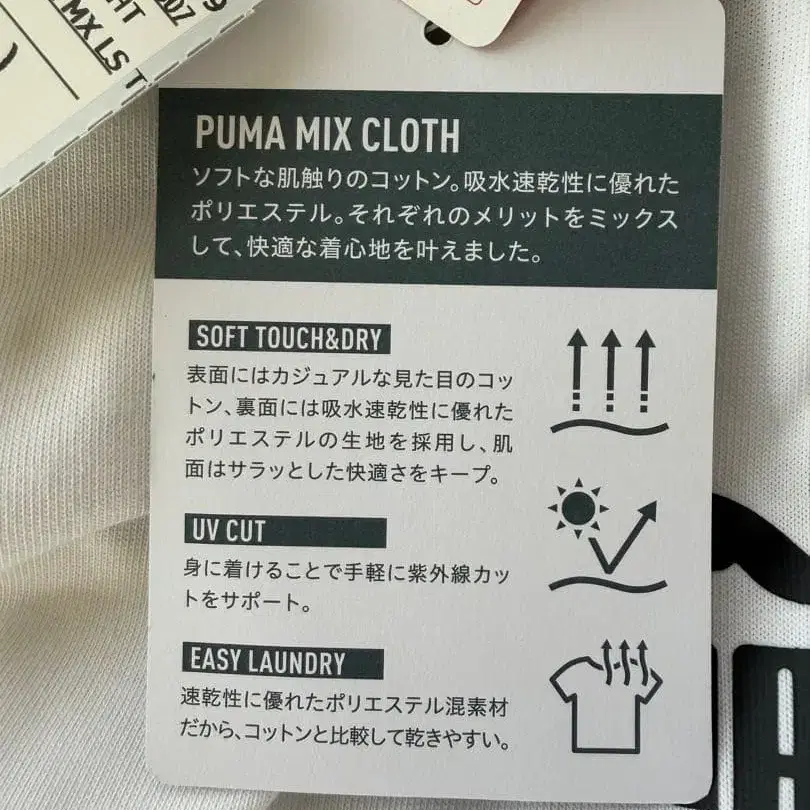 HT
MX LS T
PUMA MIX CLOTH
ソフトな肌触りのコットン。吸水速乾性に優れた
ポリエステル。それぞれのメリットをミックス
して、快適な着心地を叶えました。
SOFT TOUCH&DRY
表面にはカジュアルな見た目のコッ
トン、裏面には吸水速乾性に優れた
ポリエステルの生地を採用し、肌
面はサラッとした快適さをキープ。
UV CUT
身に着けることで手軽に紫外線カッ
トをサポート。
EASY LAUNDRY
速乾性に優れたポリエステル混素材
だから、コットンと比較して乾きやすい。